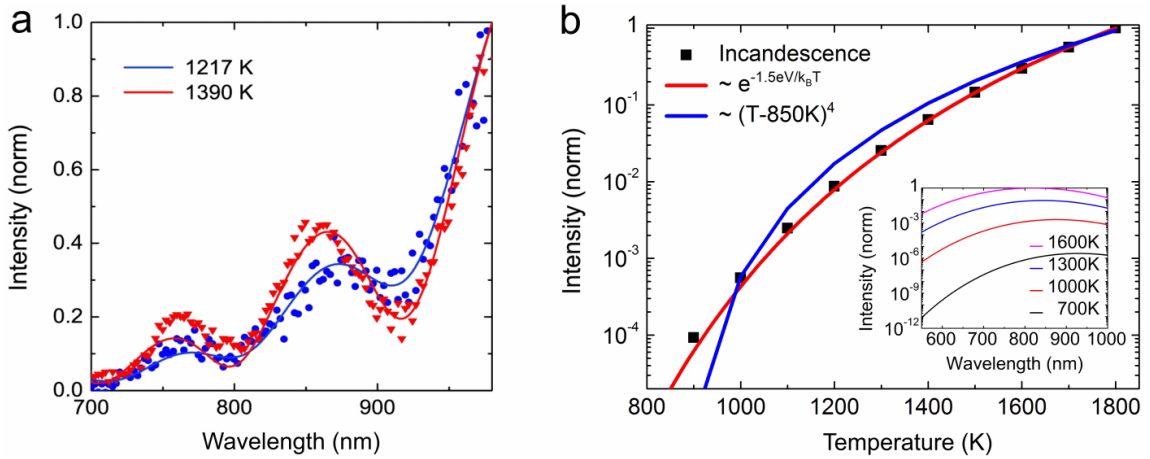 a
1217 K
1390 K
Intensity (norm)
1.0
0.8
0.6
0.4
0.2
0.0
700
800
900
Wavelength (nm)
b
Incandescence
~ e^-1.5eV/k_BT
~ (T-850K)^4
Intensity (norm)
1
10^-1
10^-2
10^-3
10^-4
800
1000
1200
1400
1600
1800
Temperature (K)
Intensity (norm)
1
10^-3
10^-6
10^-9
10^-12
1600K
1300K
1000K
700K
600
700
800
900
1000
Wavelength (nm)